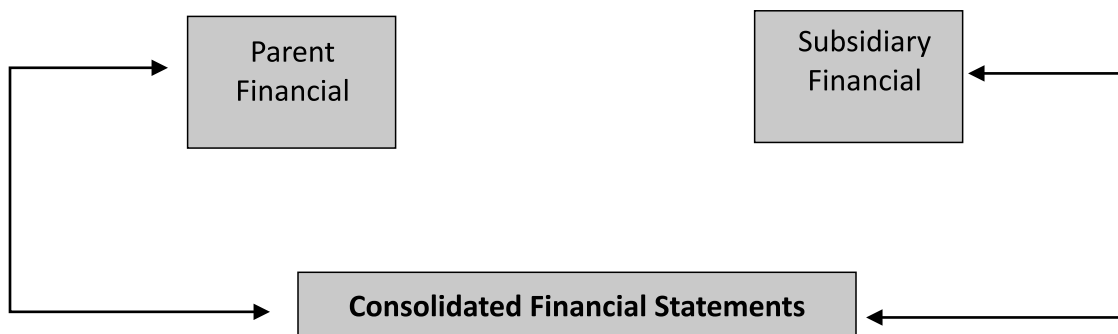 Parent
Financial
Subsidiary
Financial
Consolidated Financial Statements